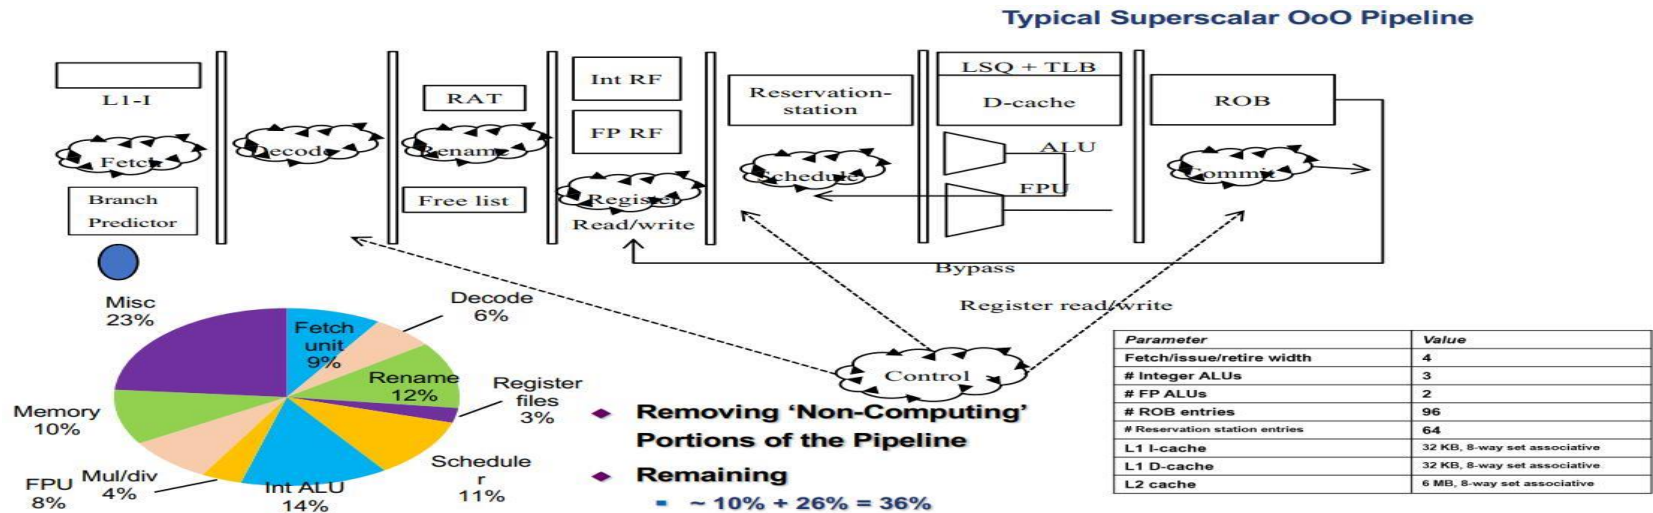 Typical Superscalar OoO Pipeline
L1-I
Fetch
Branch
Predictor
Decode
RAT
Rename
Free list
Int RF
FP RF
Register
Read/write
Reservation-
station
Schedule
LSQ + TLB
D-cache
ALU
FPU
ROB
Commit
Bypass
Register read/write
Control
Misc
23%
Fetch
unit
9%
Decode
6%
Rename
12%
Register
files
3%
Schedule
r
11%
Int ALU
14%
Mul/div
4%
FPU
8%
Memory
10%
Removing ‘Non-Computing’
Portions of the Pipeline
Remaining
~ 10% + 26% = 36%
Parameter Value
Fetch/issue/retire width 4
# Integer ALUs 3
# FP ALUs 2
# ROB entries 96
# Reservation station entries 64
L1 I-cache 32 KB, 8-way set associative
L1 D-cache 32 KB, 8-way set associative
L2 cache 6 MB, 8-way set associative